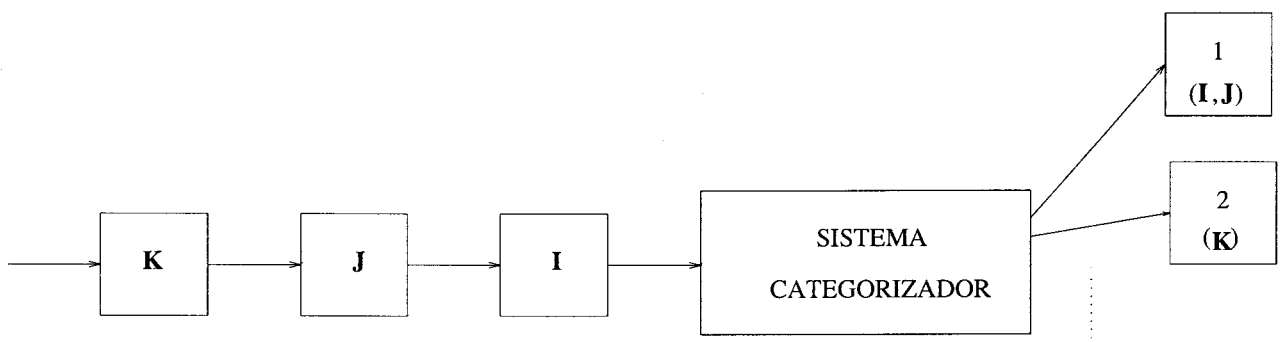 1
(I,J)
2
(K)
K
J
I
SISTEMA
CATEGORIZADOR